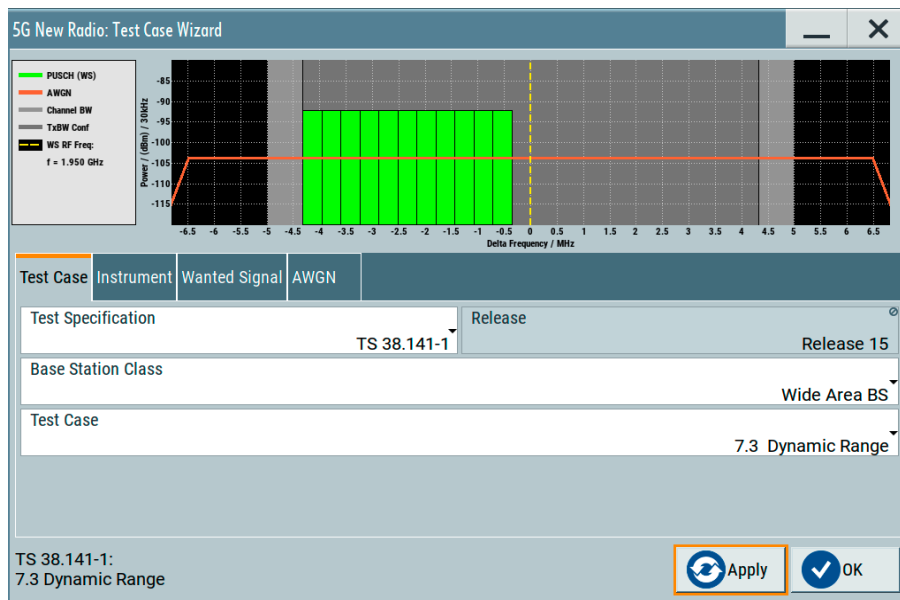 5G New Radio: Test Case Wizard
PUSCH (WS)
AWGN
Channel BW
TxBW Conf
WS RF Freq:
f = 1.950 GHz
Power / (dBm) / 30kHz
-85
-90
-95
-100
-105
-110
-115
-6.5 -6 -5.5 -5 -4.5 -4 -3.5 -3 -2.5 -2 -1.5 -1 -0.5 0 0.5 1 1.5 2 2.5 3 3.5 4 4.5 5 5.5 6 6.5
Delta Frequency / MHz
Test Case Instrument Wanted Signal AWGN
Test Specification
TS 38.141-1
Release
Release 15
Base Station Class
Wide Area BS
Test Case
7.3 Dynamic Range
TS 38.141-1:
7.3 Dynamic Range
Apply
OK